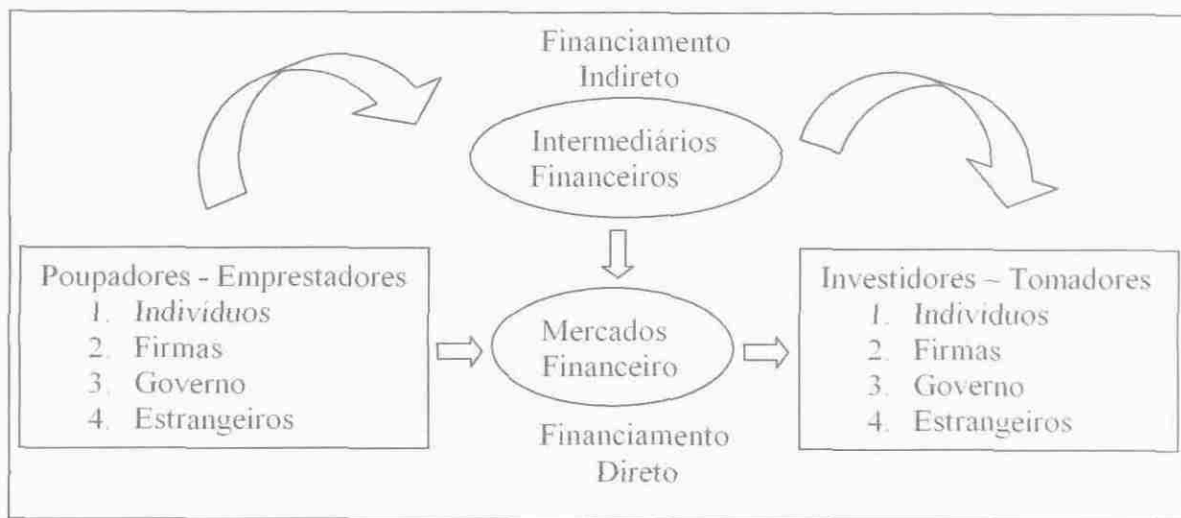 Financiamento
Indireto
Intermediários
Financeiros
Poupadores - Emprestadores
1. Indivíduos
2. Firmas
3. Governo
4. Estrangeiros
Mercados
Financeiro
Investidores – Tomadores
1. Indivíduos
2. Firmas
3. Governo
4. Estrangeiros
Financiamento
Direto